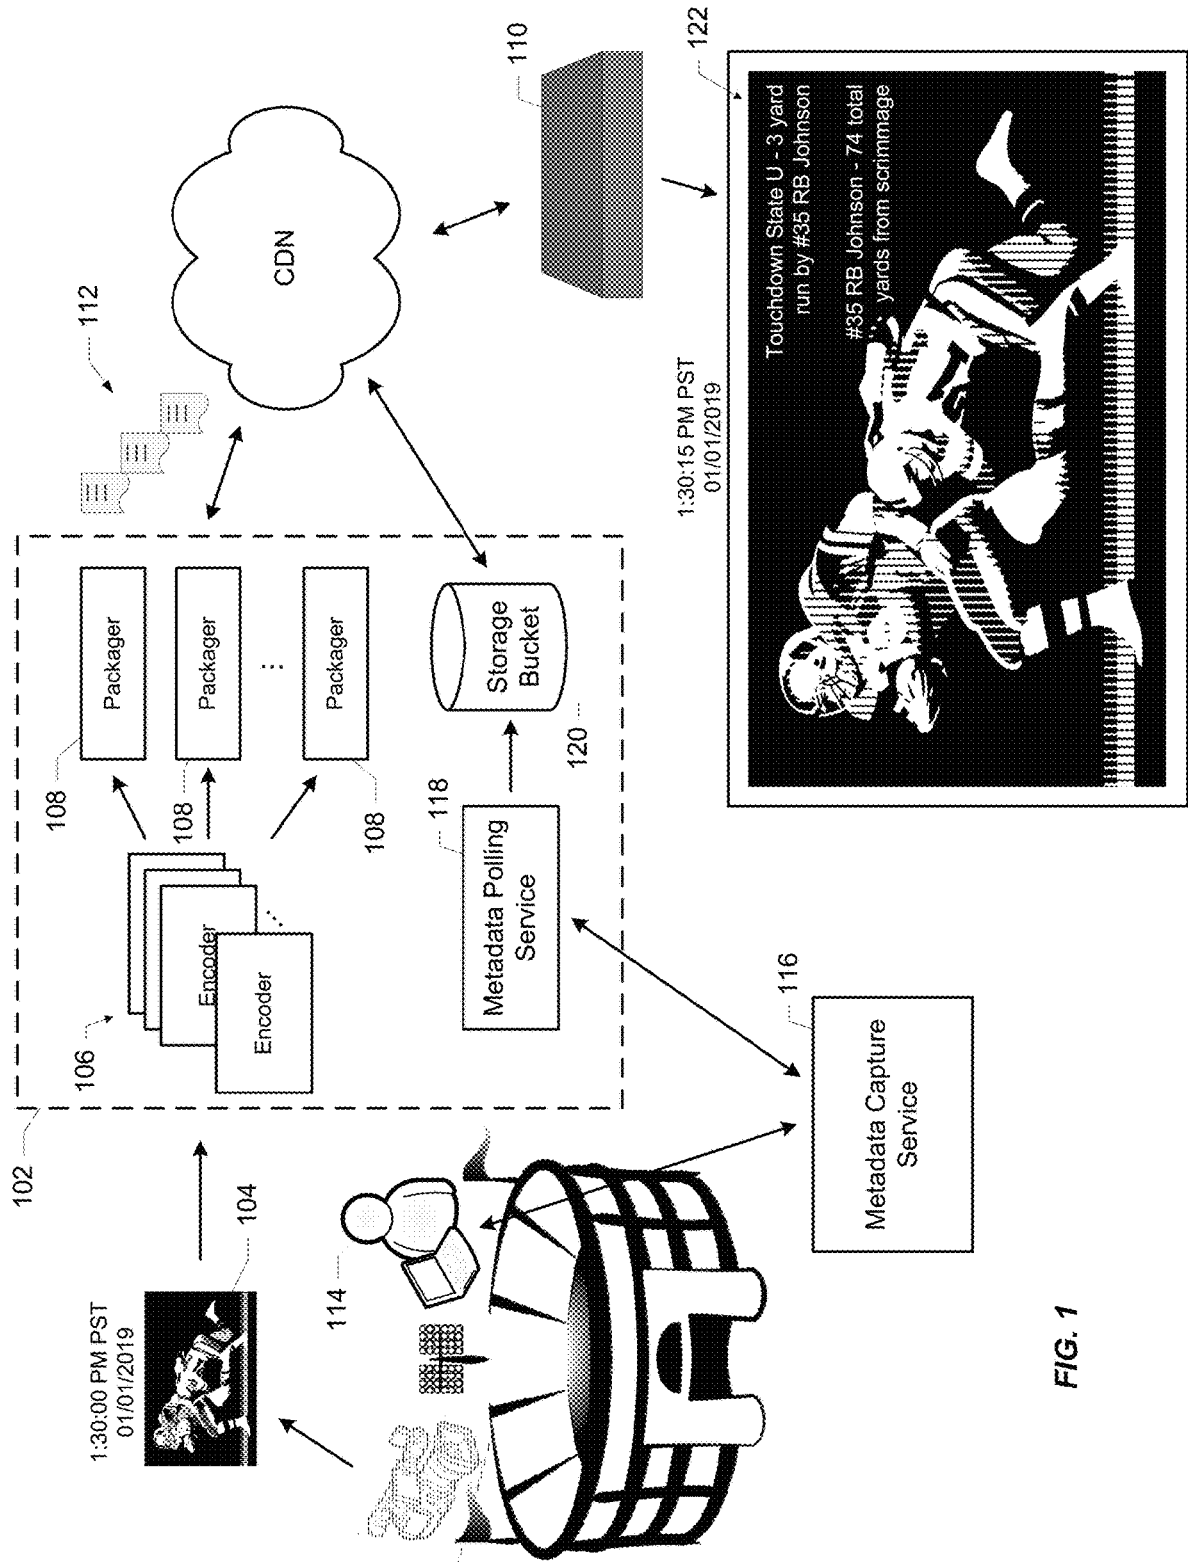 102
1:30:00 PM PST
01/01/2019
104
106
Encoder
Encoder
108
Packager
108
Packager
...
108
Packager
112
CDN
110
114
118
Metadata Polling
Service
120
Storage
Bucket
116
Metadata Capture
Service
1:30:15 PM PST
01/01/2019
122
Touchdown State U - 3 yard
run by #35 RB Johnson
#35 RB Johnson - 74 total
yards from scrimmage
FIG. 1